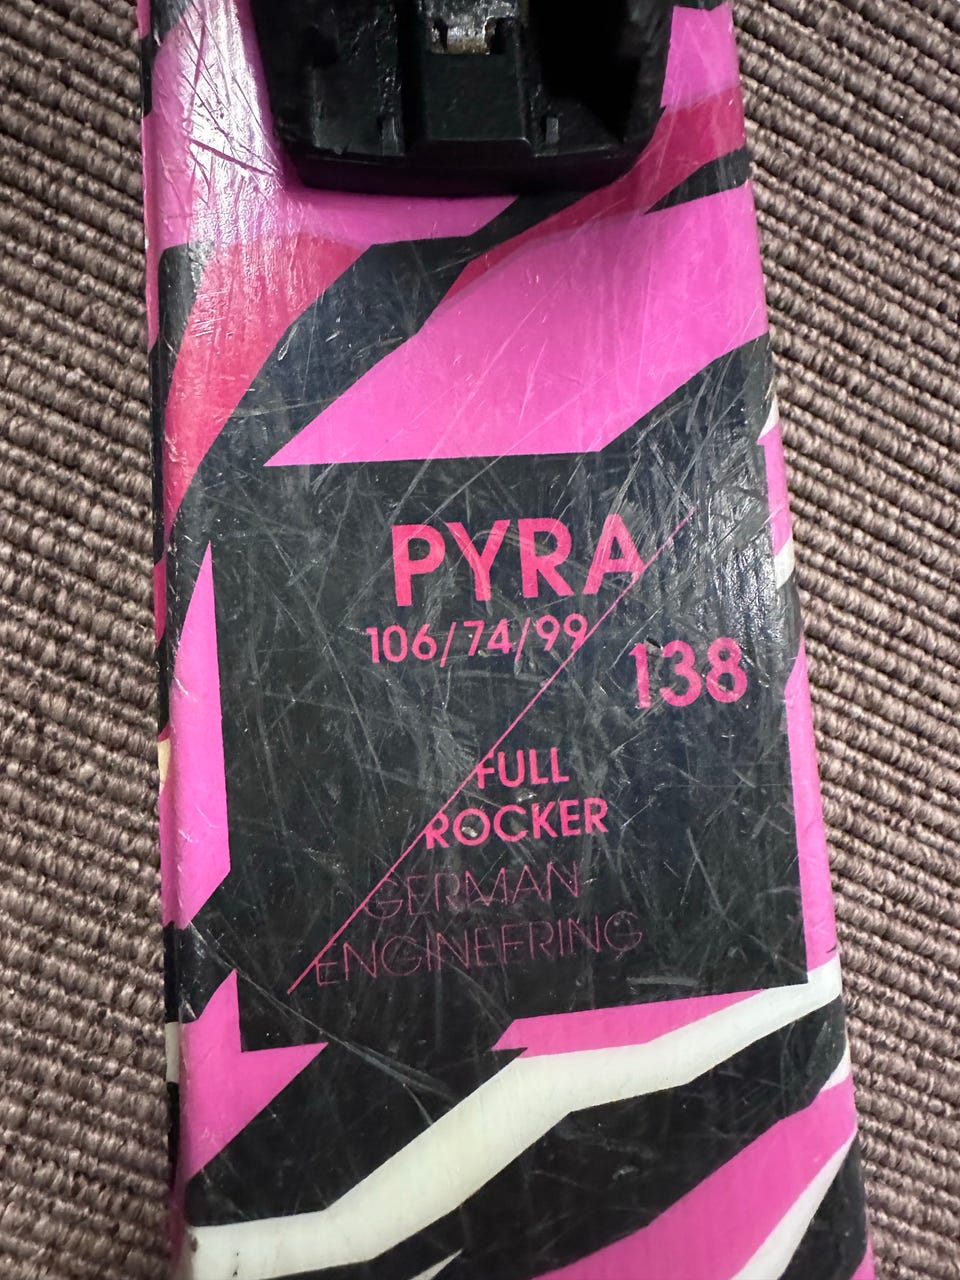 PYRA
106/74/99
138
FULL
ROCKER
GERMAN
ENGINEERING